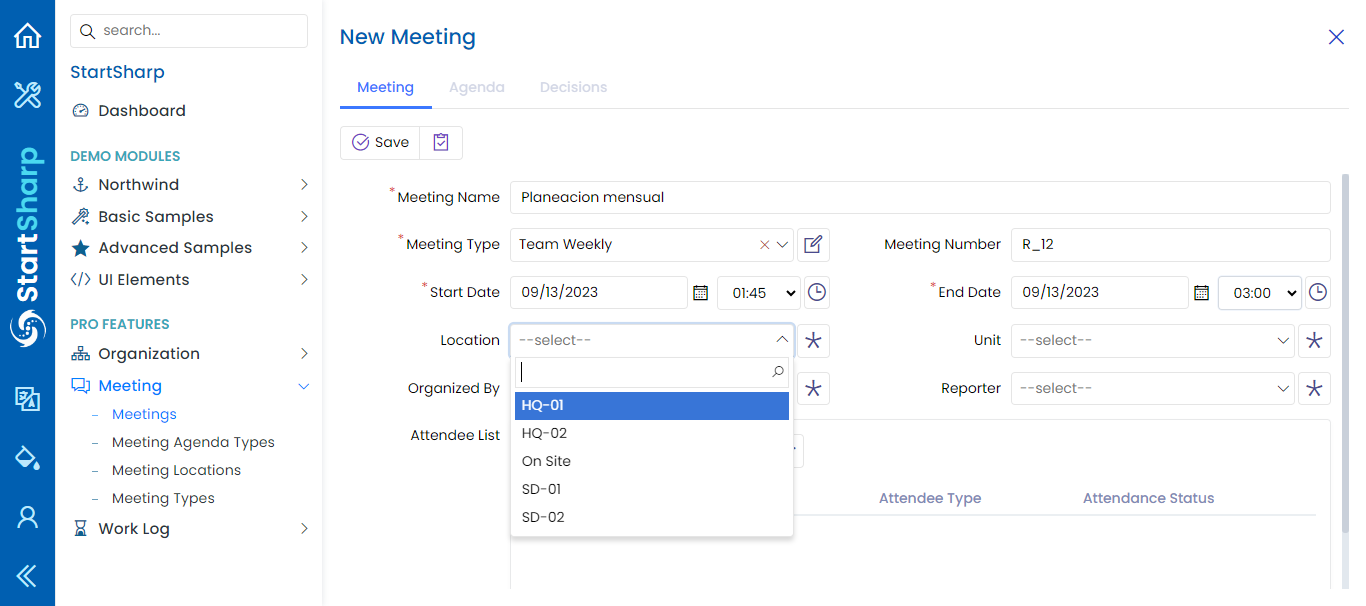 search...
StartSharp
Dashboard
DEMO MODULES
Northwind
Basic Samples
Advanced Samples
UI Elements
PRO FEATURES
Organization
Meeting
Meetings
Meeting Agenda Types
Meeting Locations
Meeting Types
Work Log
StartSharp
New Meeting
Meeting Agenda Decisions
Save
*Meeting Name Planeacion mensual
*Meeting Type Team Weekly Meeting Number R_12
*Start Date 09/13/2023 01:45 *End Date 09/13/2023 03:00
Location --select-- Unit --select--
Organized By Reporter --select--
HQ-01
HQ-02
Attendee List
On Site
SD-01
SD-02
Attendee Type Attendance Status